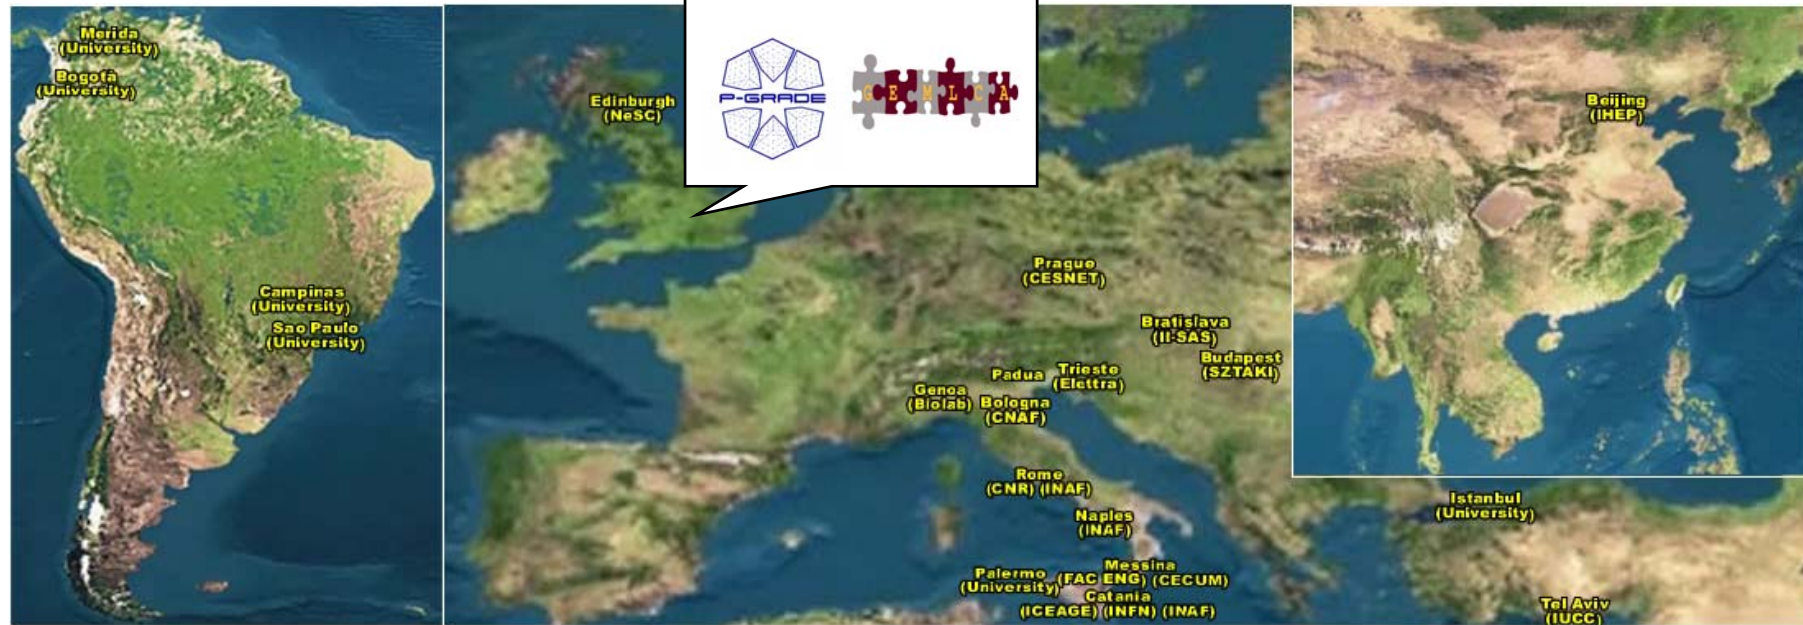 Merida
(University)
Bogotá
(University)
Campinas
(University)
Sao Paulo
(University)
Edinburgh
(NeSC)
P-GRADE
GEMLCA
Prague
(CESNET)
Bratislava
(II-SAS)
Budapest
(SZTAKI)
Padua
Trieste
(Elettra)
Genoa
(Biolab)
Bologna
(CNAF)
Rome
(CNR) (INAF)
Naples
(INAF)
Palermo
(University)
Messina
(FAC ENG) (CECUM)
Catania
(ICEAGE) (INFN) (INAF)
Beijing
(IHEP)
Istanbul
(University)
Tel Aviv
(IUCC)